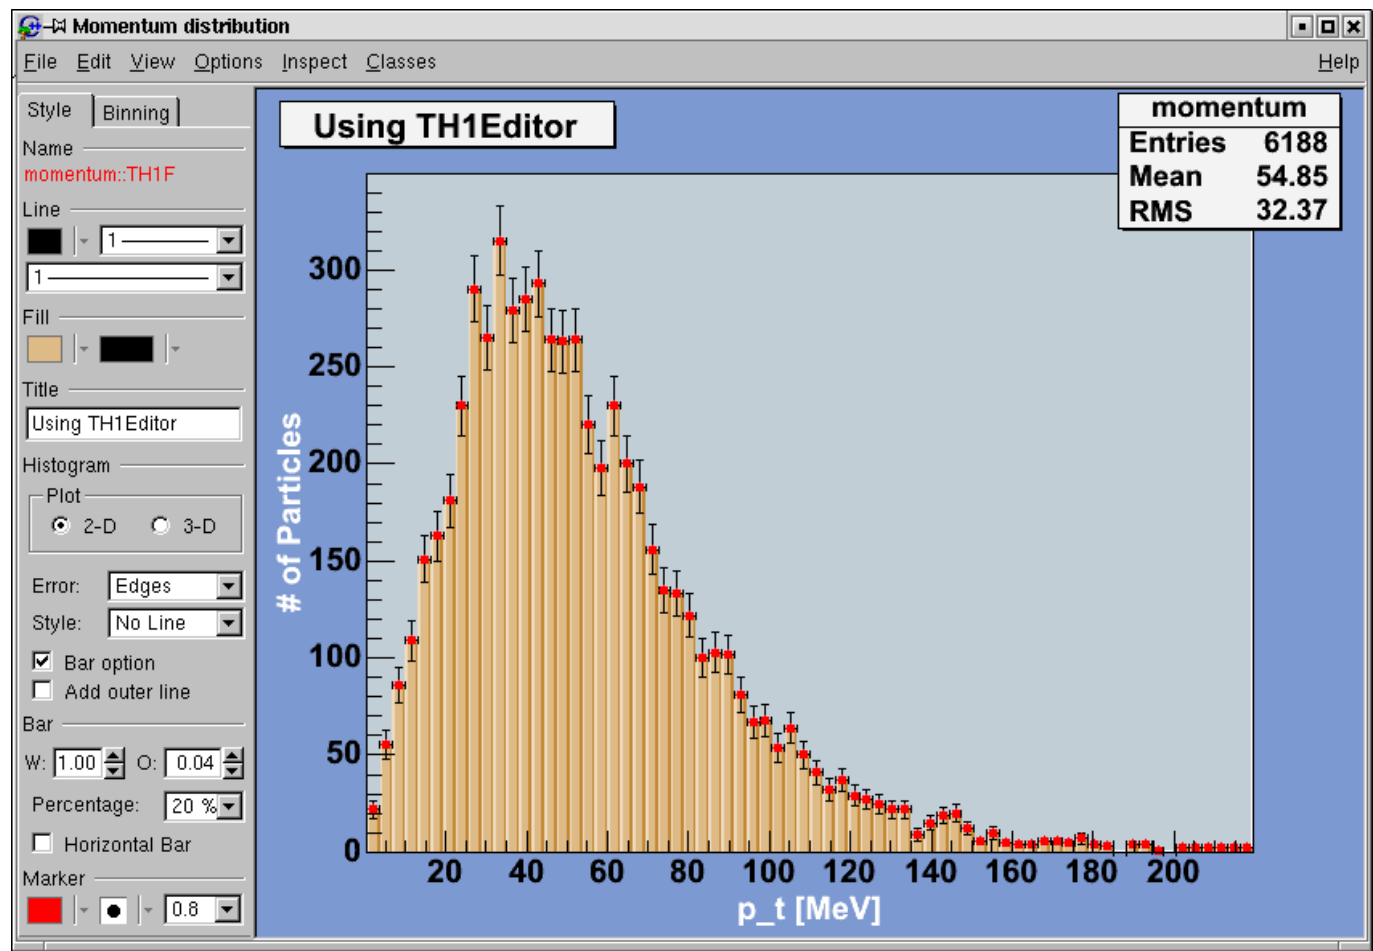 Momentum distribution
File Edit View Options Inspect Classes Help
Style Binning
Name
momentum::TH1F
Line
1
1
Fill
Title
Using TH1Editor
Histogram
Plot
2-D 3-D
Error: Edges
Style: No Line
Bar option
Add outer line
Bar
W: 1.00 O: 0.04
Percentage: 20 %
Horizontal Bar
Marker
0.8
Using TH1Editor
momentum
Entries 6188
Mean 54.85
RMS 32.37
# of Particles
300
250
200
150
100
50
0
20 40 60 80 100 120 140 160 180 200
p_t [MeV]